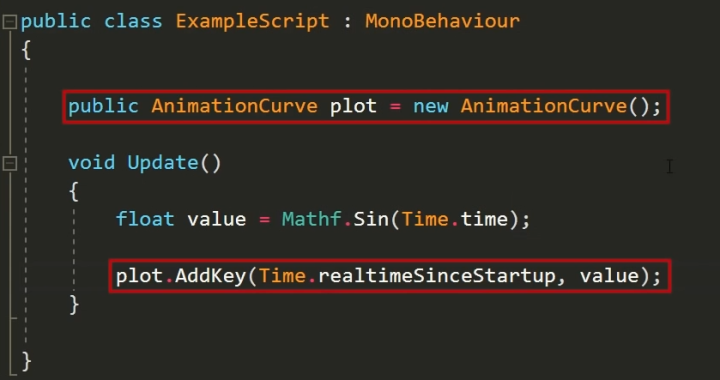 public class ExampleScript : MonoBehaviour
{
public AnimationCurve plot = new AnimationCurve();
void Update()
{
float value = Mathf.Sin(Time.time);
plot.AddKey(Time.realtimeSinceStartup, value);
}
}